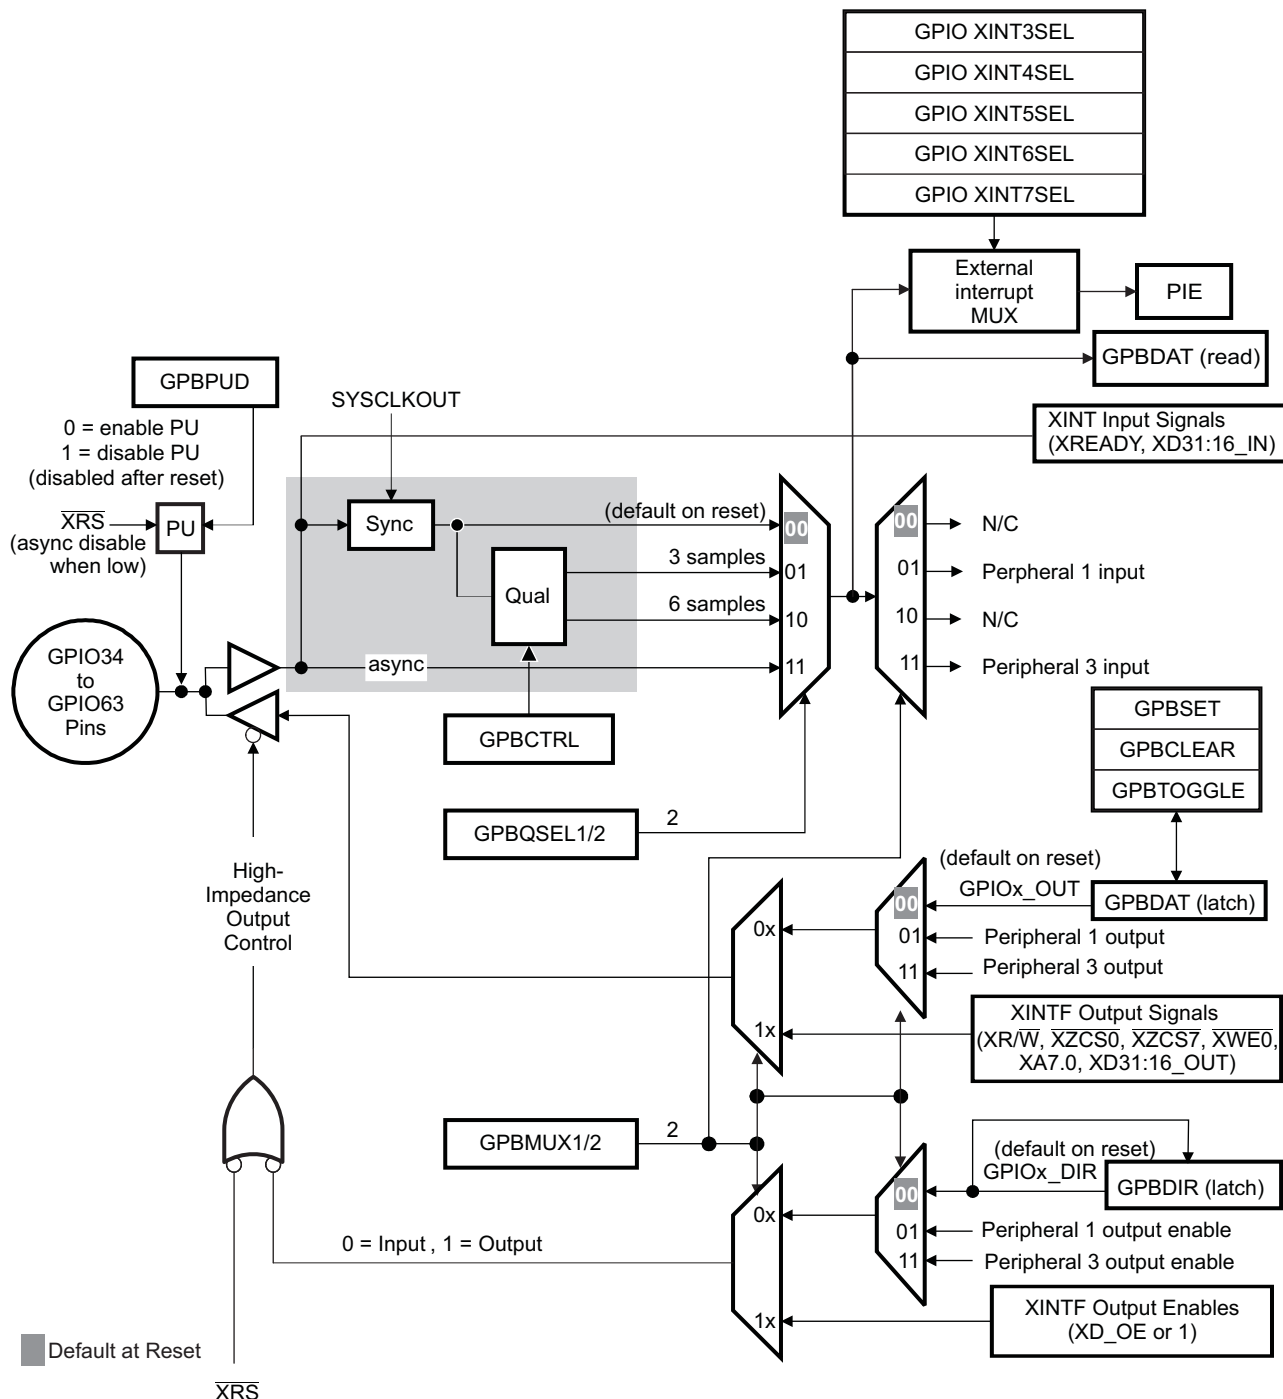 GPIO XINT3SEL
GPIO XINT4SEL
GPIO XINT5SEL
GPIO XINT6SEL
GPIO XINT7SEL
External
interrupt
MUX
PIE
GPBDAT (read)
GPBPUD
0 = enable PU
1 = disable PU
(disabled after reset)
SYSCLKOUT
XINT Input Signals
(XREADY, XD31:16_IN)
XRS
(async disable
when low)
PU
Sync
(default on reset)
3 samples
Qual
6 samples
async
00
01
10
11
00
01
10
11
N/C
Perpheral 1 input
N/C
Peripheral 3 input
GPIO34
to
GPIO63
Pins
GPBCTRL
GPBQSEL1/2
2
GPBSET
GPBCLEAR
GPBTOGGLE
High-
Impedance
Output
Control
(default on reset)
GPIOx_OUT
GPBDAT (latch)
00
01
11
Peripheral 1 output
Peripheral 3 output
0x
1x
XINTF Output Signals
(XR/W, XZCS0, XZCS7, XWE0,
XA7.0, XD31:16_OUT)
GPBMUX1/2
2
(default on reset)
GPIOx_DIR
GPBDIR (latch)
00
01
11
Peripheral 1 output enable
Peripheral 3 output enable
0x
1x
0 = Input , 1 = Output
XINTF Output Enables
(XD_OE or 1)
Default at Reset
XRS